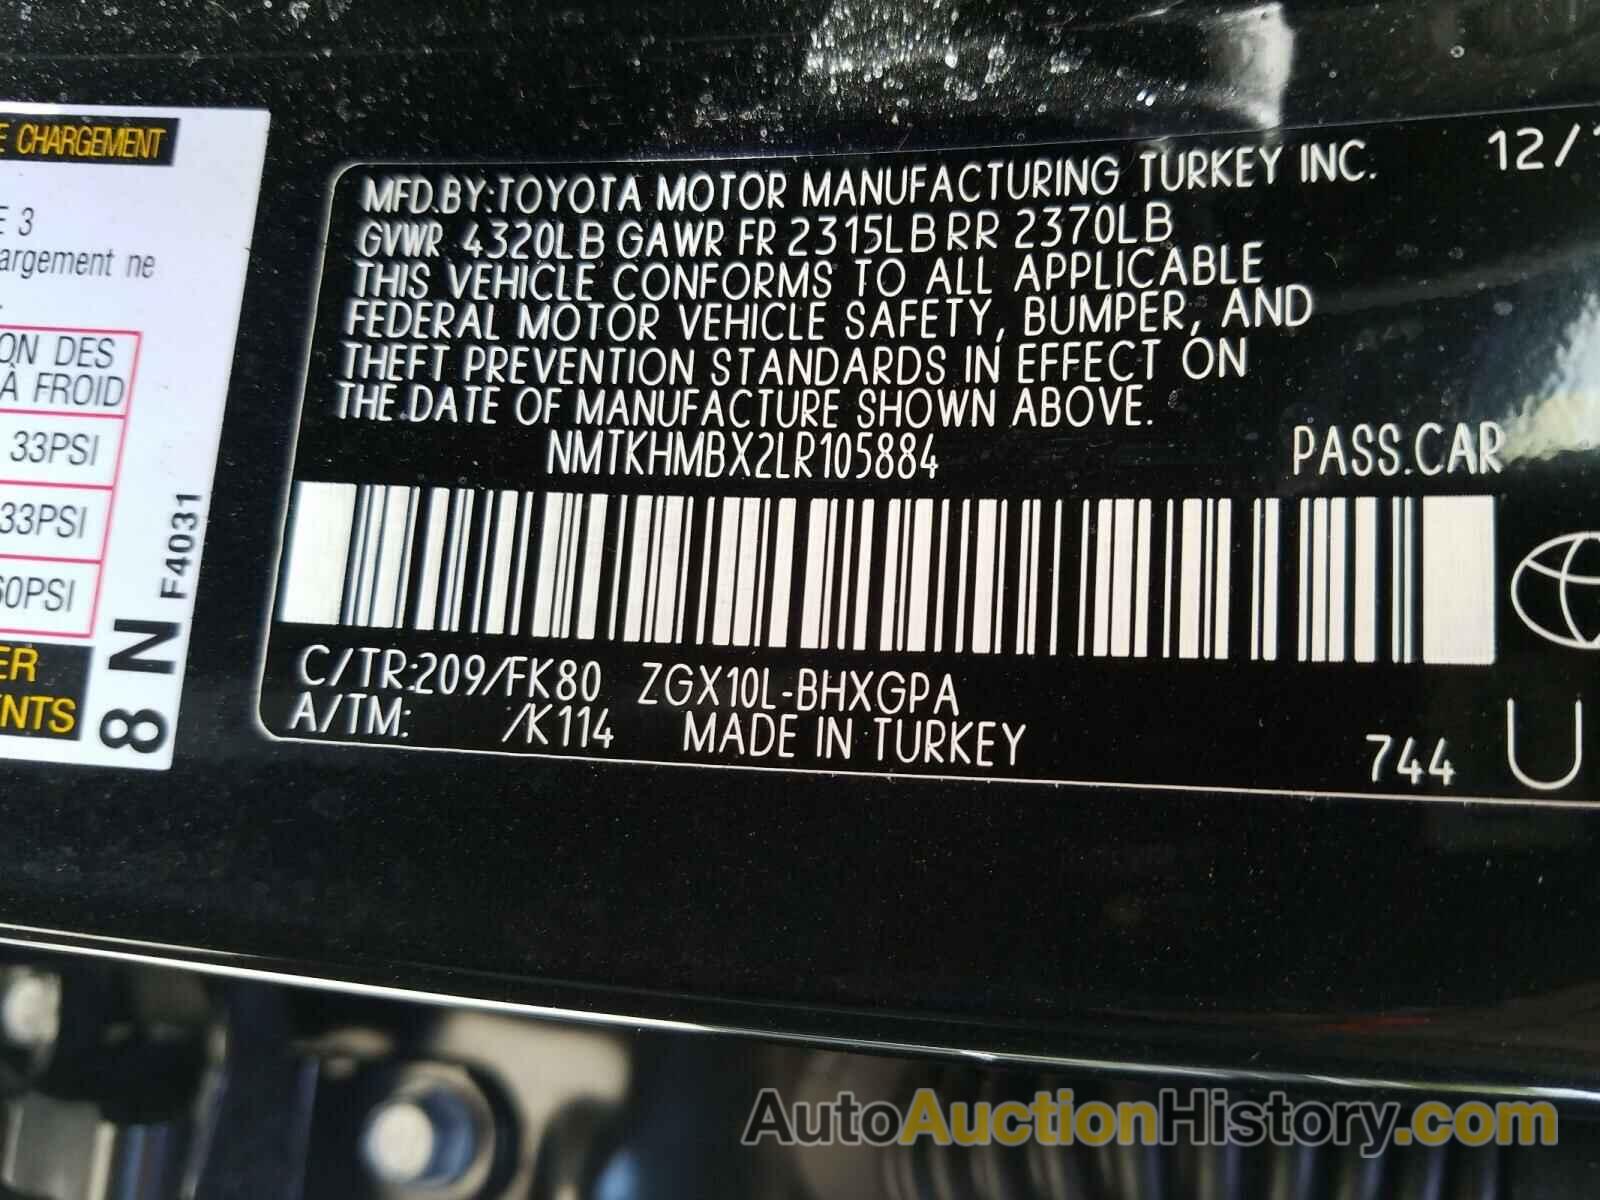 E CHARGEMENT
E 3
argement ne
ON DES
À FROID
33PSI
33PSI
60PSI
ER
ENTS
8 N
F4031
12/1
MFD.BY:TOYOTA MOTOR MANUFACTURING TURKEY INC.
GVWR 4320LB GAWR FR 2315LB RR 2370LB
THIS VEHICLE CONFORMS TO ALL APPLICABLE
FEDERAL MOTOR VEHICLE SAFETY, BUMPER, AND
THEFT PREVENTION STANDARDS IN EFFECT ON
THE DATE OF MANUFACTURE SHOWN ABOVE.
NMTKHMBX2LR105884 PASS.CAR
C/TR:209/FK80 ZGX10L-BHXGPA
A/TM: /K114 MADE IN TURKEY
744
U
AutoAuctionHistory.com